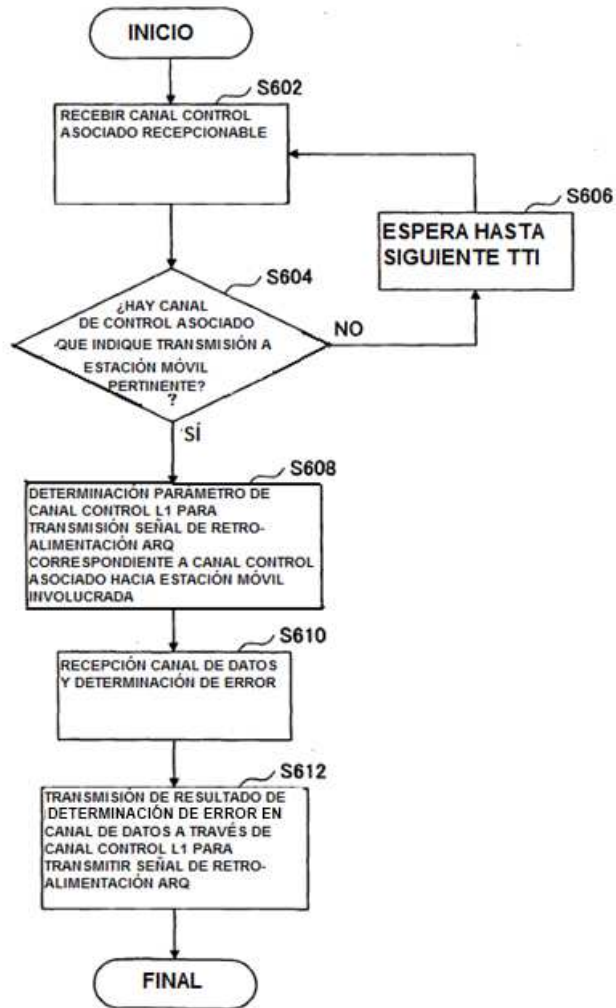 INICIO
S602
RECEBIR CANAL CONTROL
ASOCIADO RECEPCIONABLE
S606
ESPERA HASTA
SIGUIENTE TTI
S604
¿HAY CANAL
DE CONTROL ASOCIADO
QUE INDIQUE TRANSMISIÓN A
ESTACIÓN MÓVIL
PERTINENTE?
?
NO
SÍ
S608
DETERMINACIÓN PARÁMETRO DE
CANAL CONTROL L1 PARA
TRANSMISIÓN SEÑAL DE RETRO-
ALIMENTACIÓN ARQ
CORRESPONDIENTE A CANAL CONTROL
ASOCIADO HACIA ESTACIÓN MÓVIL
INVOLUCRADA
S610
RECEPCIÓN CANAL DE DATOS
Y DETERMINACIÓN DE ERROR
S612
TRANSMISIÓN DE RESULTADO DE
DETERMINACIÓN DE ERROR EN
CANAL DE DATOS A TRAVÉS DE
CANAL CONTROL L1 PARA
TRANSMITIR SEÑAL DE RETRO-
ALIMENTACIÓN ARQ
FINAL